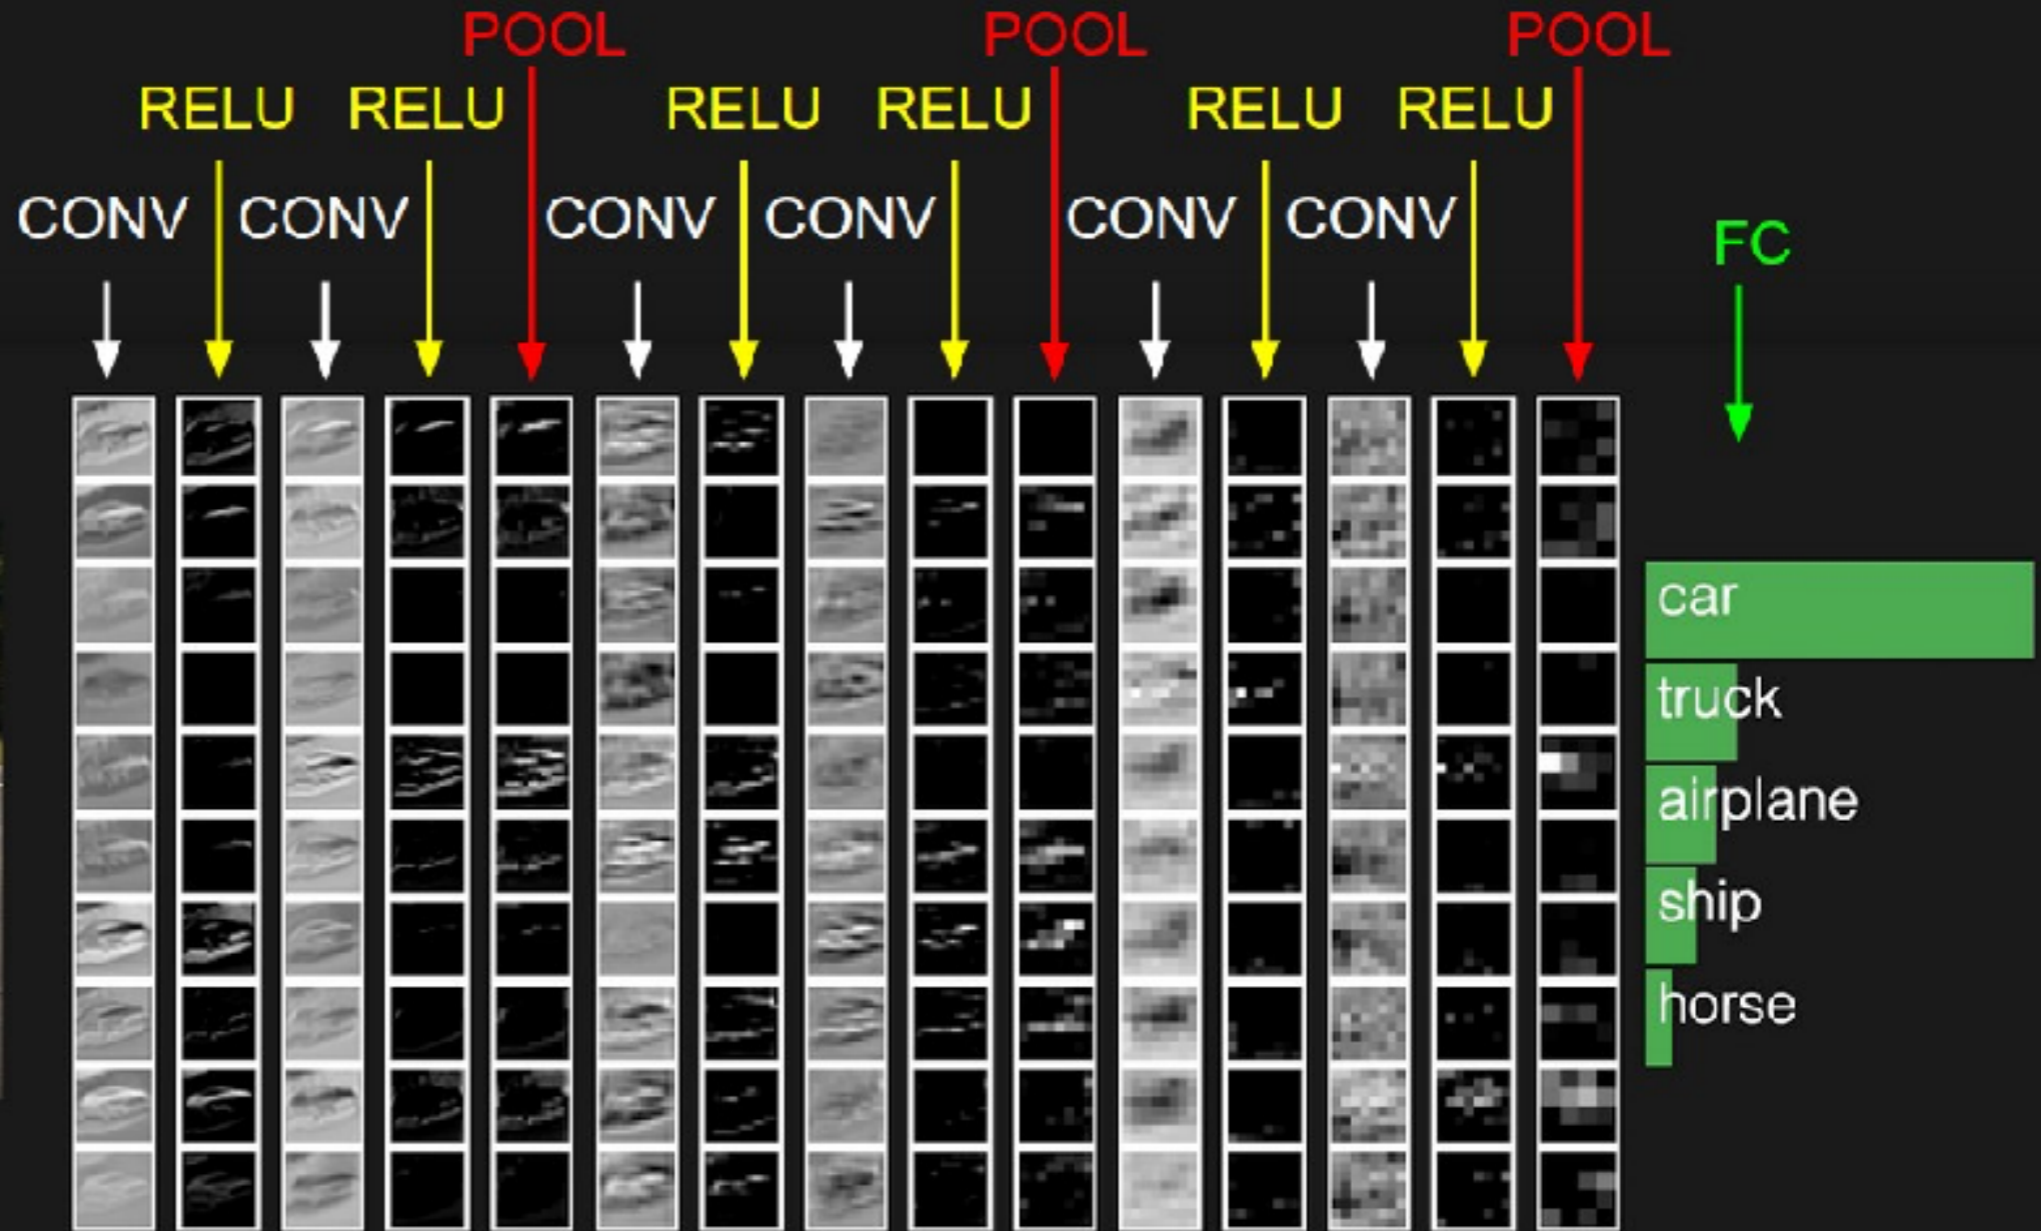 POOL POOL POOL
RELU RELU RELU RELU RELU RELU
CONV CONV CONV CONV CONV CONV
FC
car
truck
airplane
ship
horse